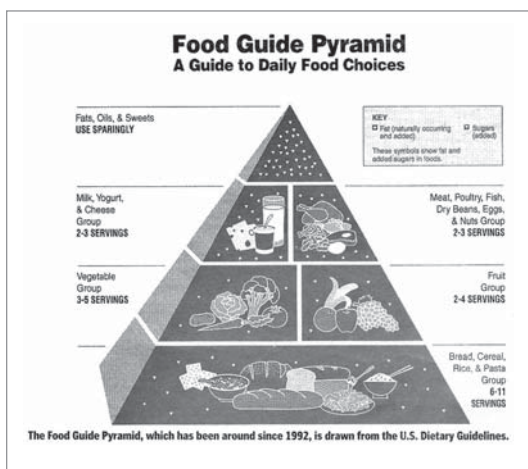 Food Guide Pyramid
A Guide to Daily Food Choices
Fats, Oils, & Sweets
USE SPARINGLY
KEY
Fat (naturally occurring
and added)
Sugars
(added)
These symbols show fat and
added sugars in foods.
Milk, Yogurt,
& Cheese
Group
2-3 SERVINGS
Meat, Poultry, Fish,
Dry Beans, Eggs,
& Nuts Group
2-3 SERVINGS
Vegetable
Group
3-5 SERVINGS
Fruit
Group
2-4 SERVINGS
Bread, Cereal,
Rice, & Pasta
Group
6-11
SERVINGS
The Food Guide Pyramid, which has been around since 1992, is drawn from the U.S. Dietary Guidelines.